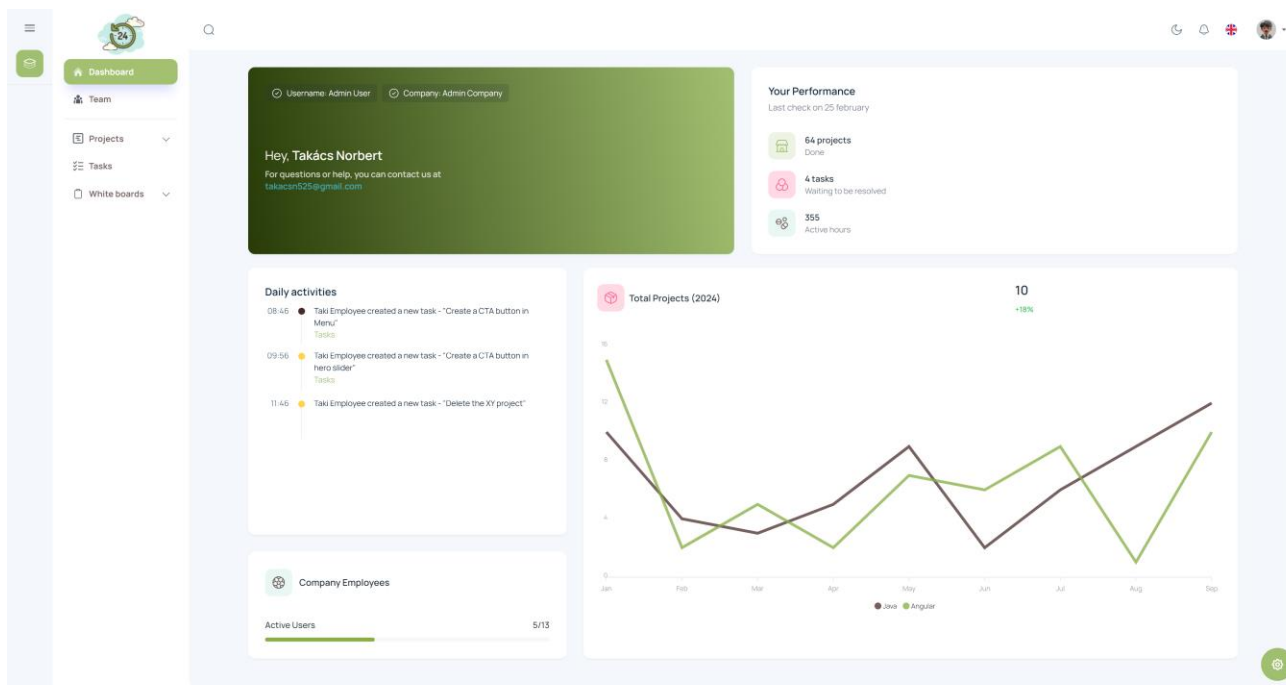 24
Dashboard
Team
Projects
Tasks
White boards
Username: Admin User
Company: Admin Company
Hey, Takács Norbert
For questions or help, you can contact us at
takacsn525@gmail.com
Your Performance
Last check on 25 february
64 projects
Done
4 tasks
Waiting to be resolved
355
Active hours
Daily activities
08:46 Taki Employee created a new task - "Create a CTA button in
Menu"
Tasks
09:56 Taki Employee created a new task - "Create a CTA button in
hero slider"
Tasks
11:46 Taki Employee created a new task - "Delete the XY project"
Company Employees
Active Users 5/13
Total Projects (2024)
10
+18%
16
12
8
4
0
Jan Feb Mar Apr May Jun Jul Aug Sep
Java Angular